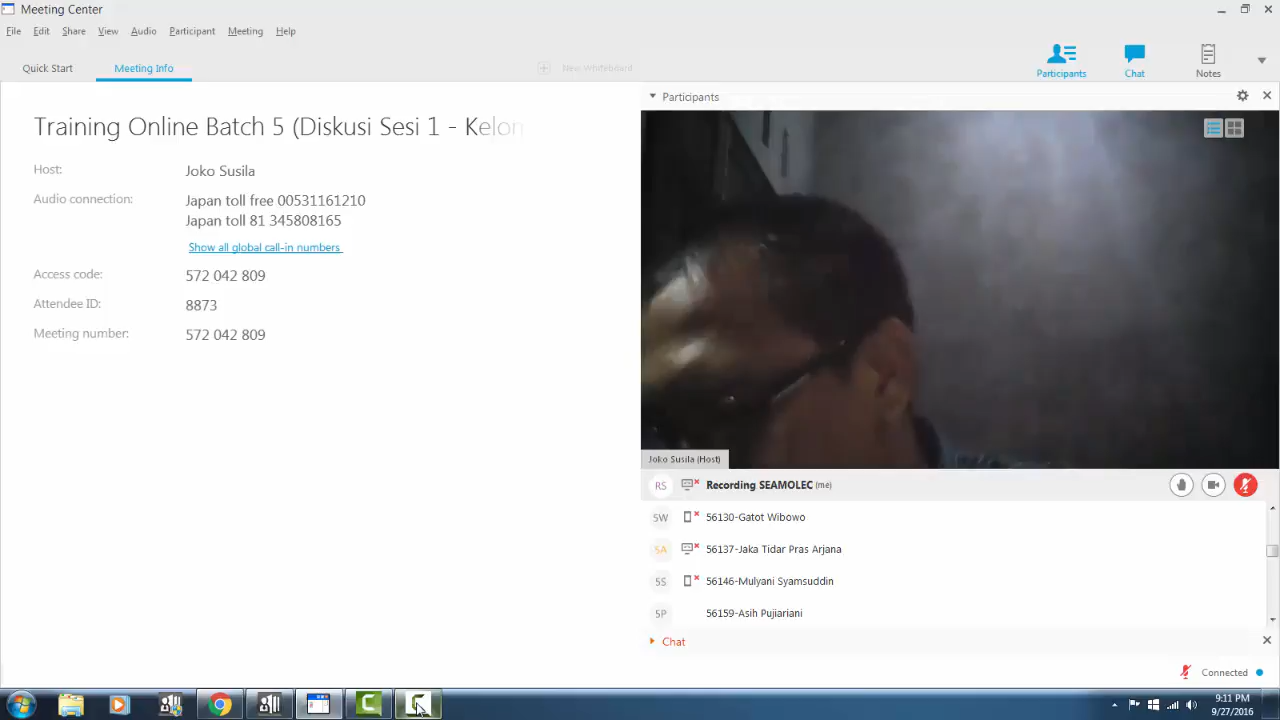 Meeting Center
File Edit Share View Audio Participant Meeting Help
Quick Start Meeting Info New Whiteboard
Participants Chat Notes
Participants
Training Online Batch 5 (Diskusi Sesi 1 - Kelon
Host: Joko Susila
Audio connection: Japan toll free 00531161210
Japan toll 81 345808165
Show all global call-in numbers
Access code: 572 042 809
Attendee ID: 8873
Meeting number: 572 042 809
Joko Susila (Host)
RS Recording SEAMOLEC (me)
5W 56130-Gatot Wibowo
5A 56137-Jaka Tidar Pras Arjana
5S 56146-Mulyani Syamsuddin
5P 56159-Asih Pujiariani
Chat
Connected
9:11 PM
9/27/2016